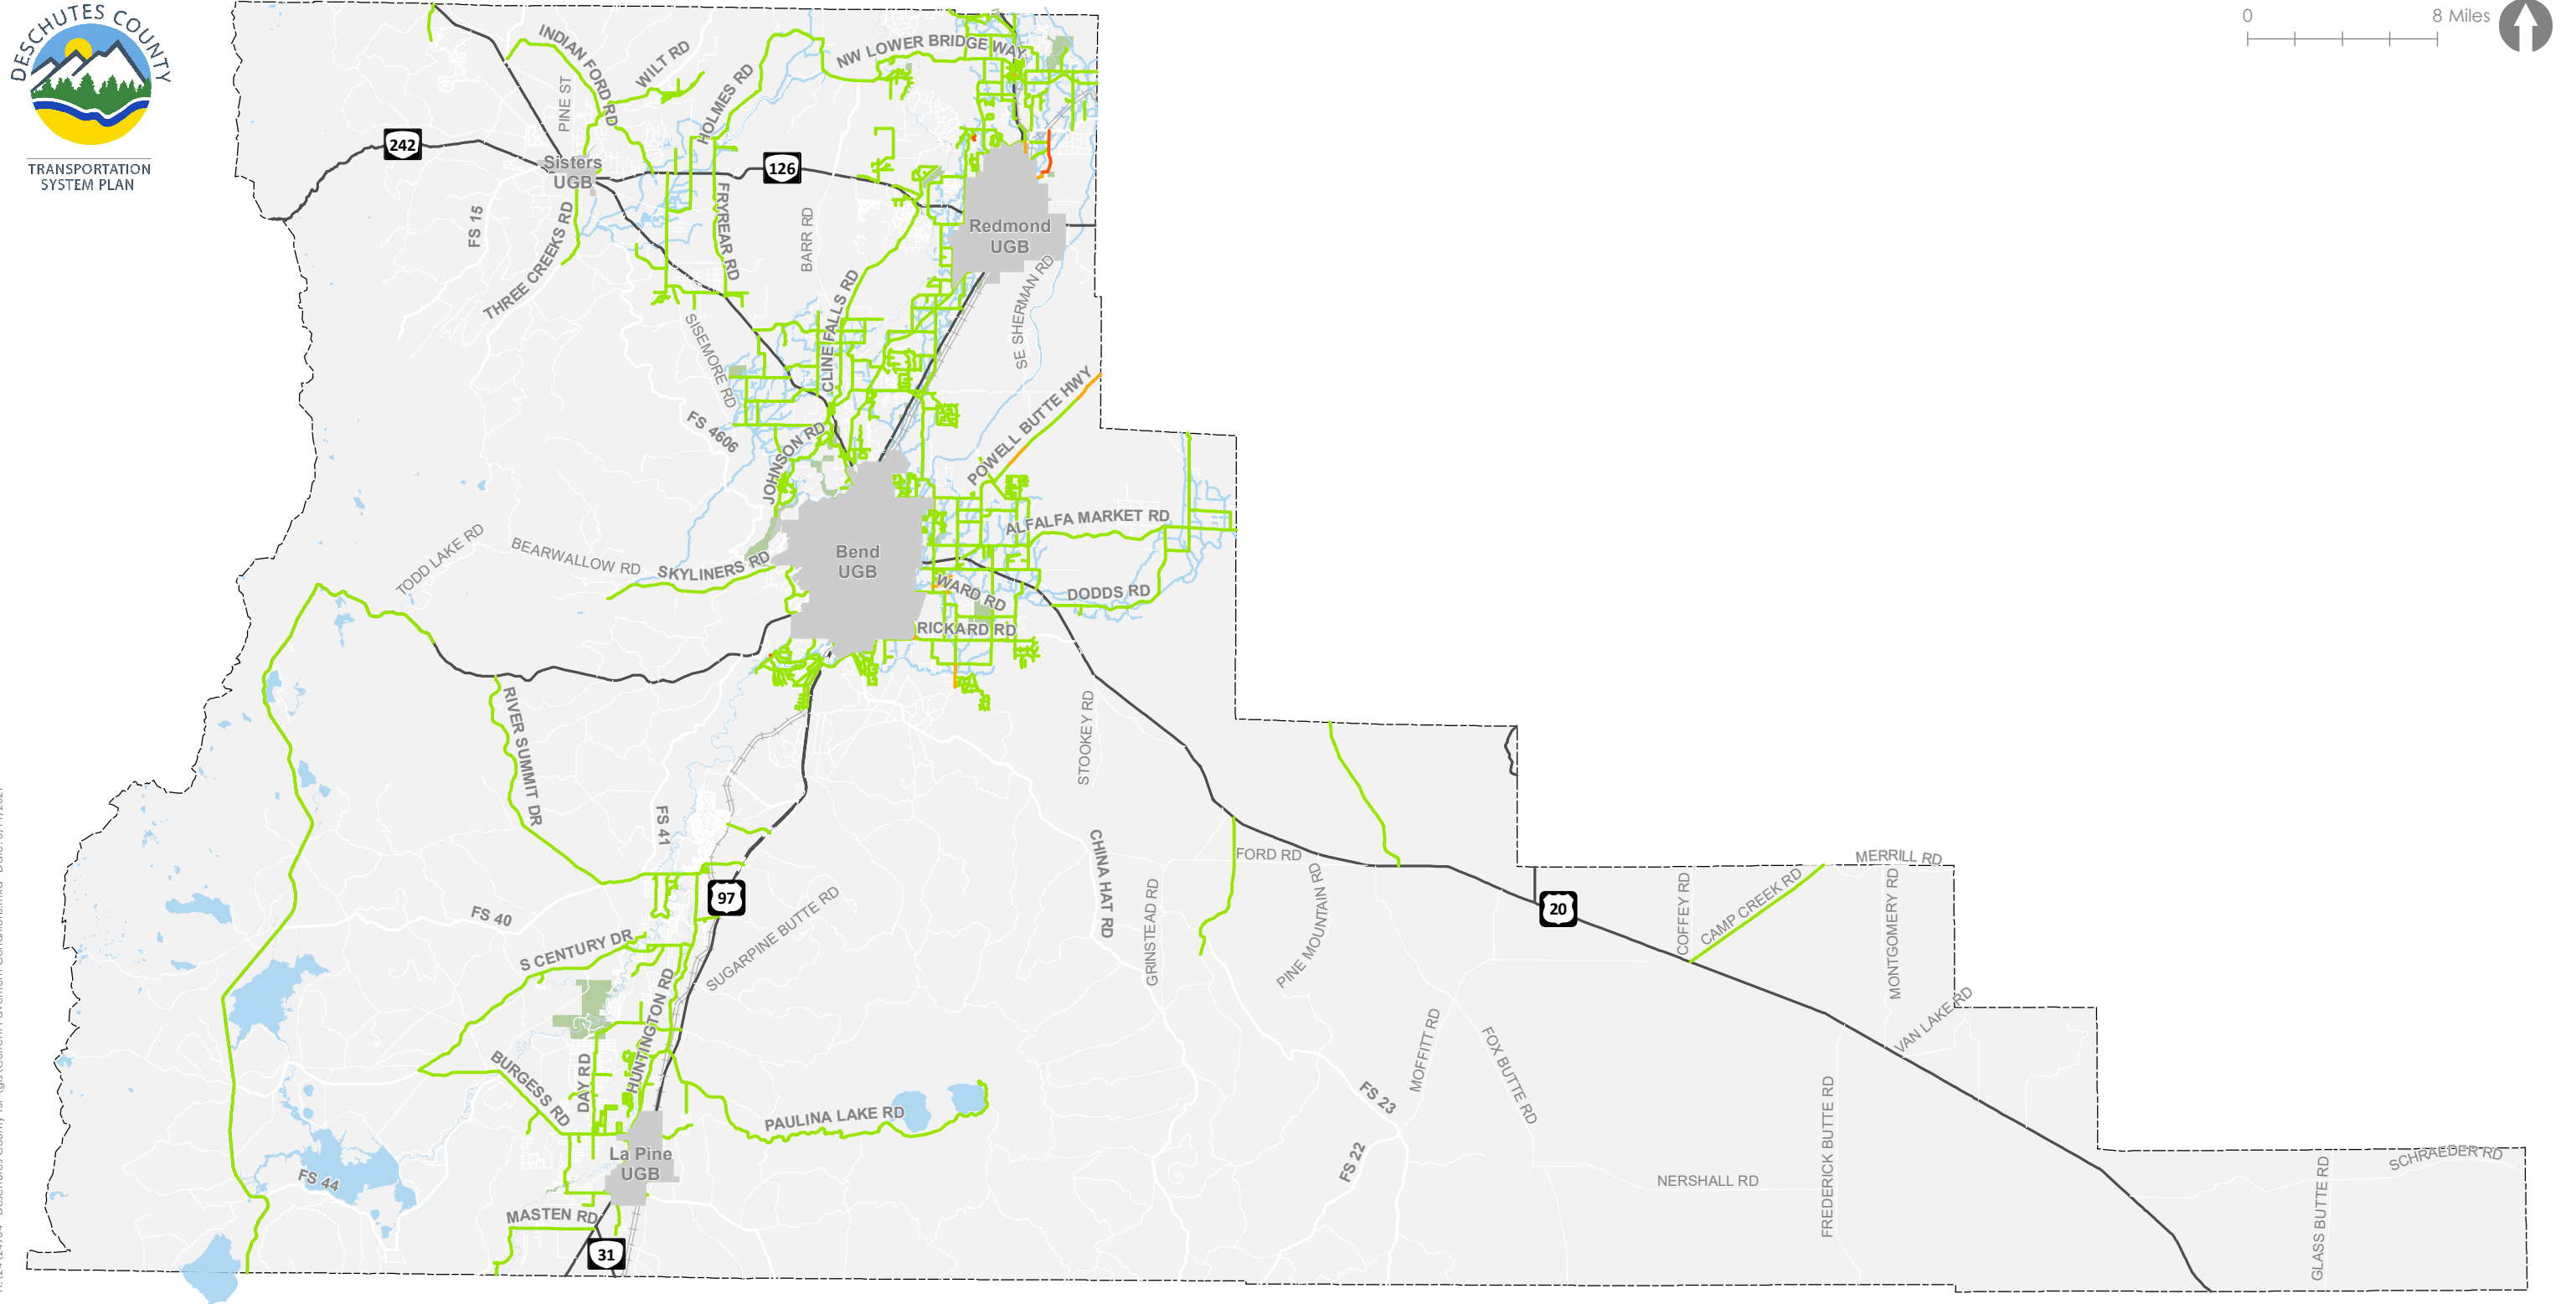 DESCHUTES COUNTY
TRANSPORTATION
SYSTEM PLAN
0
8 Miles
INDIAN FORD RD
WILT RD
PINE ST
HOLMES RD
NW LOWER BRIDGE WAY
242
Sisters
UGB
126
FRYREAR RD
BARR RD
FS 15
THREE CREEKS RD
Redmond
UGB
SE SHERMAN RD
CLINE FALLS RD
SISEMORE RD
FS 4606
JOHNSON RD
POWELL BUTTE HWY
ALFALFA MARKET RD
TODD LAKE RD
BEARWALLOW RD
SKYLINERS RD
Bend
UGB
WARD RD
DODDS RD
RICKARD RD
RIVER SUMMIT DR
STOOKEY RD
FS 41
CHINA HAT RD
FORD RD
GRINSTEAD RD
PINE MOUNTAIN RD
97
20
MERRILL RD
COFFEY RD
CAMP CREEK RD
MONTGOMERY RD
FS 40
S CENTURY DR
SUGARPINE BUTTE RD
HUNTINGTON RD
VAN LAKE RD
MOFFITT RD
FOX BUTTE RD
BURGESS RD
DAY RD
PAULINA LAKE RD
FS 23
FS 22
FREDERICK BUTTE RD
La Pine
UGB
FS 44
NERSHALL RD
SCHRAEDER RD
GLASS BUTTE RD
MASTEN RD
31